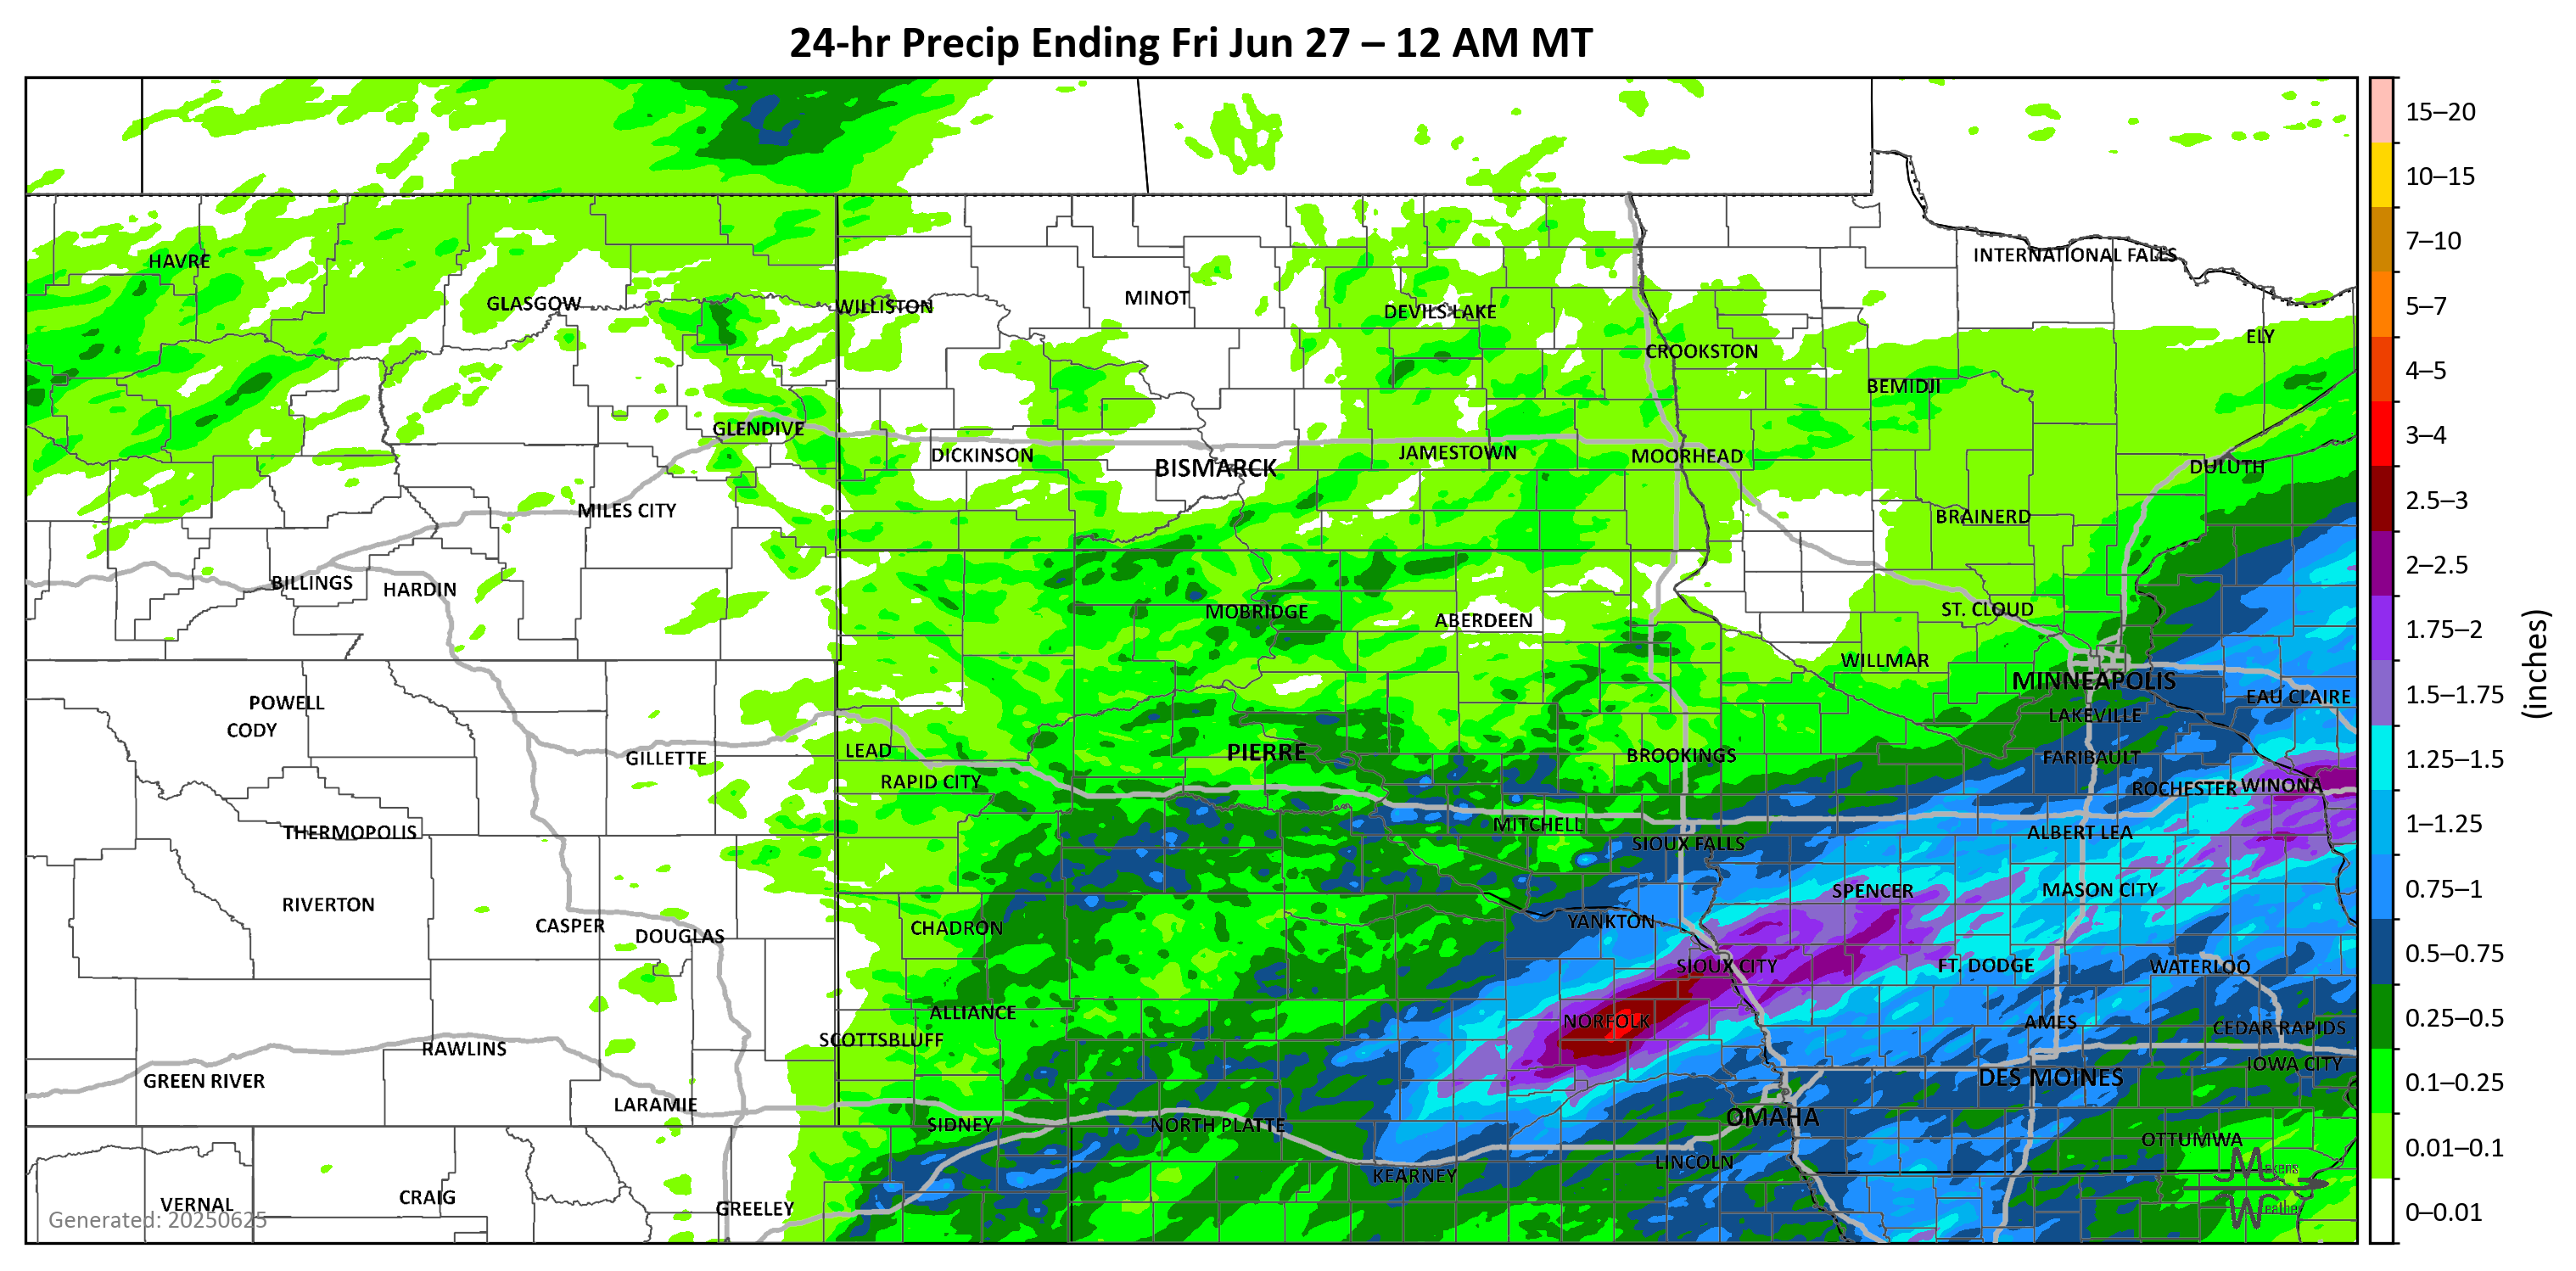 24-hr Precip Ending Fri Jun 27 – 12 AM MT
15–20
10–15
7–10
5–7
4–5
3–4
2.5–3
2–2.5
1.75–2
1.5–1.75
1.25–1.5
1–1.25
0.75–1
0.5–0.75
0.25–0.5
0.1–0.25
0.01–0.1
0–0.01
(inches)
HAVRE
INTERNATIONAL FALLS
GLASGOW
WILLISTON
MINOT
DEVILS LAKE
ELY
CROOKSTON
BEMIDJI
GLENDIVE
DICKINSON
BISMARCK
JAMESTOWN
MOORHEAD
DULUTH
MILES CITY
BRAINERD
BILLINGS
HARDIN
MOBRIDGE
ABERDEEN
ST. CLOUD
WILLMAR
MINNEAPOLIS
POWELL
CODY
EAU CLAIRE
LAKEVILLE
GILLETTE
LEAD
PIERRE
BROOKINGS
FARIBAULT
RAPID CITY
ROCHESTER
WINONA
THERMOPOLIS
MITCHELL
ALBERT LEA
SIOUX FALLS
RIVERTON
SPENCER
MASON CITY
CASPER
DOUGLAS
CHADRON
YANKTON
SIOUX CITY
FT. DODGE
WATERLOO
ALLIANCE
NORFOLK
AMES
CEDAR RAPIDS
SCOTTSBLUFF
RAWLINS
IOWA CITY
GREEN RIVER
DES MOINES
LARAMIE
OMAHA
SIDNEY
NORTH PLATTE
OTTUMWA
LINCOLN
KEARNEY
VERNAL
CRAIG
GREELEY
Generated: 20250625
Makens
Weather